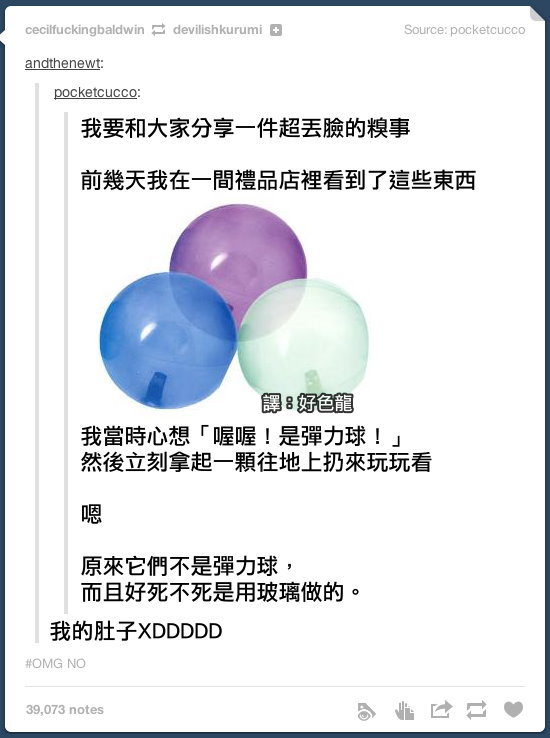 cecilfuckingbaldwin devilishkurumi Source: pocketcucco
andthenewt:
pocketcucco:
我要和大家分享一件超丟臉的糗事
前幾天我在一間禮品店裡看到了這些東西
譯：好色龍
我當時心想「喔喔！是彈力球！」
然後立刻拿起一顆往地上扔來玩玩看
嗯
原來它們不是彈力球，
而且好死不死是用玻璃做的。
我的肚子XDDDDD
#OMG NO
39,073 notes